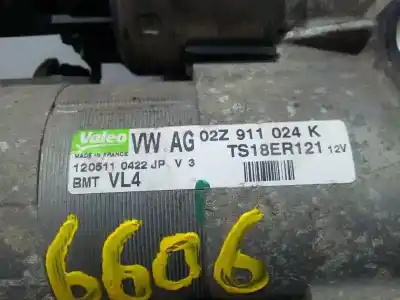 Valeo VW AG 02Z 911 024 K
MADE IN FRANCE TS18ER121 12V
120511 0422 JP V 3
BMT VL4
6606